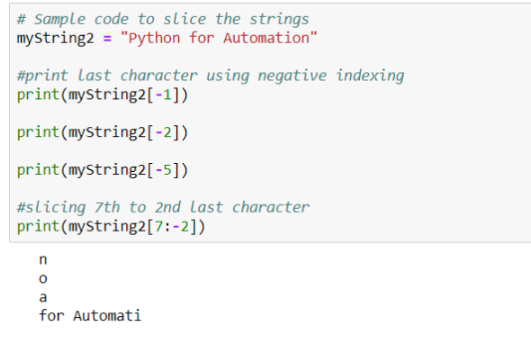 # Sample code to slice the strings
myString2 = "Python for Automation"
#print last character using negative indexing
print(myString2[-1])
print(myString2[-2])
print(myString2[-5])
#slicing 7th to 2nd last character
print(myString2[7:-2])
n
o
a
for Automati